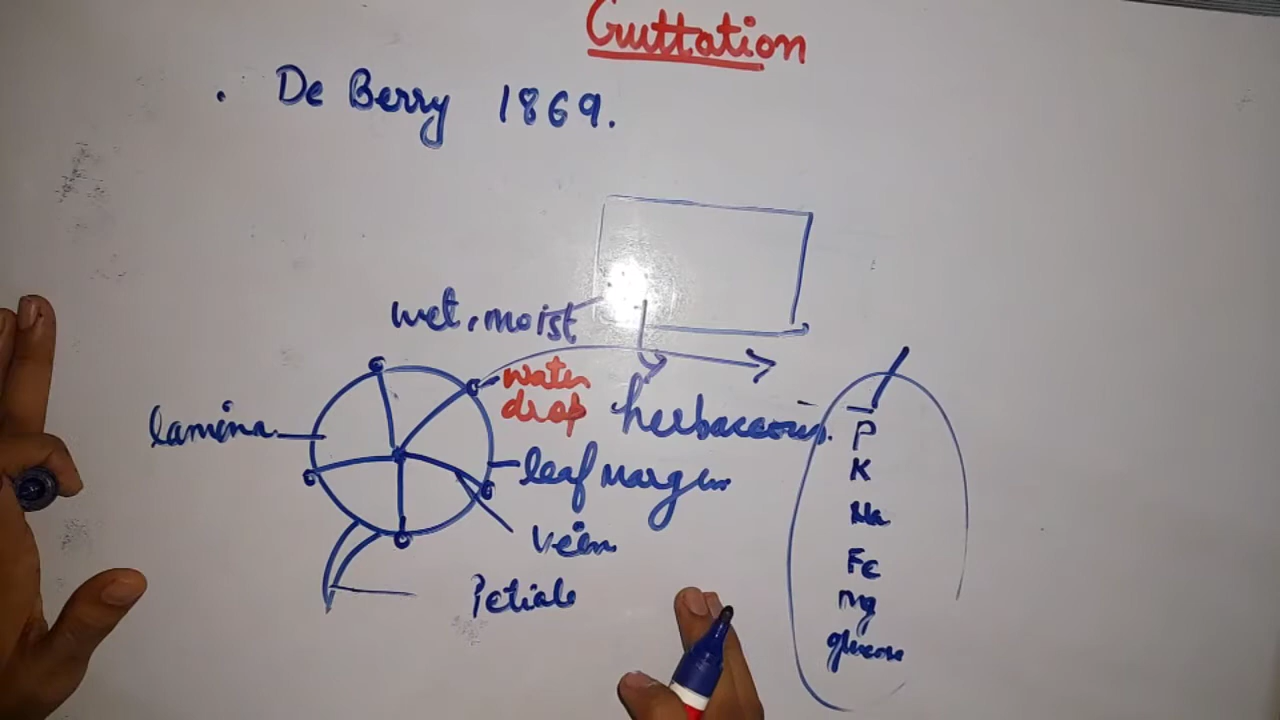 Guttation
. De Berry 1869.
wet, moist
water
drop
lamina
herbaceous.
leaf margin
vein
Petiole
P
K
Na
Fe
Mg
glucose